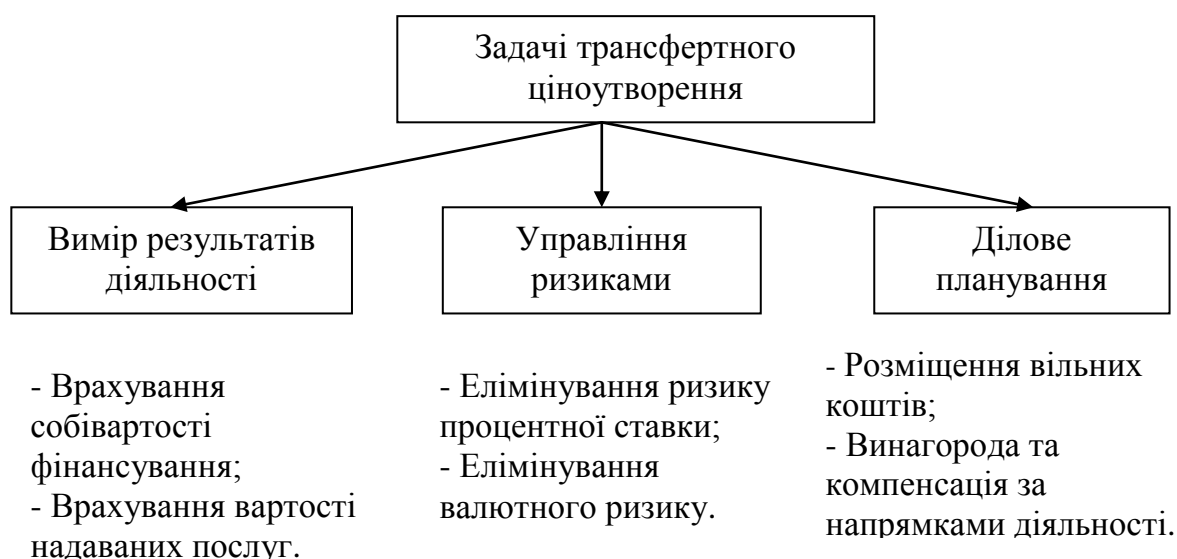 Задачі трансфертного
ціноутворення
Вимір результатів
діяльності
Управління
ризиками
Ділове
планування
- Врахування
собівартості
фінансування;
- Врахування вартості
надаваних послуг.
- Елімінування ризику
процентної ставки;
- Елімінування
валютного ризику.
- Розміщення вільних
коштів;
- Винагорода та
компенсація за
напрямками діяльності.